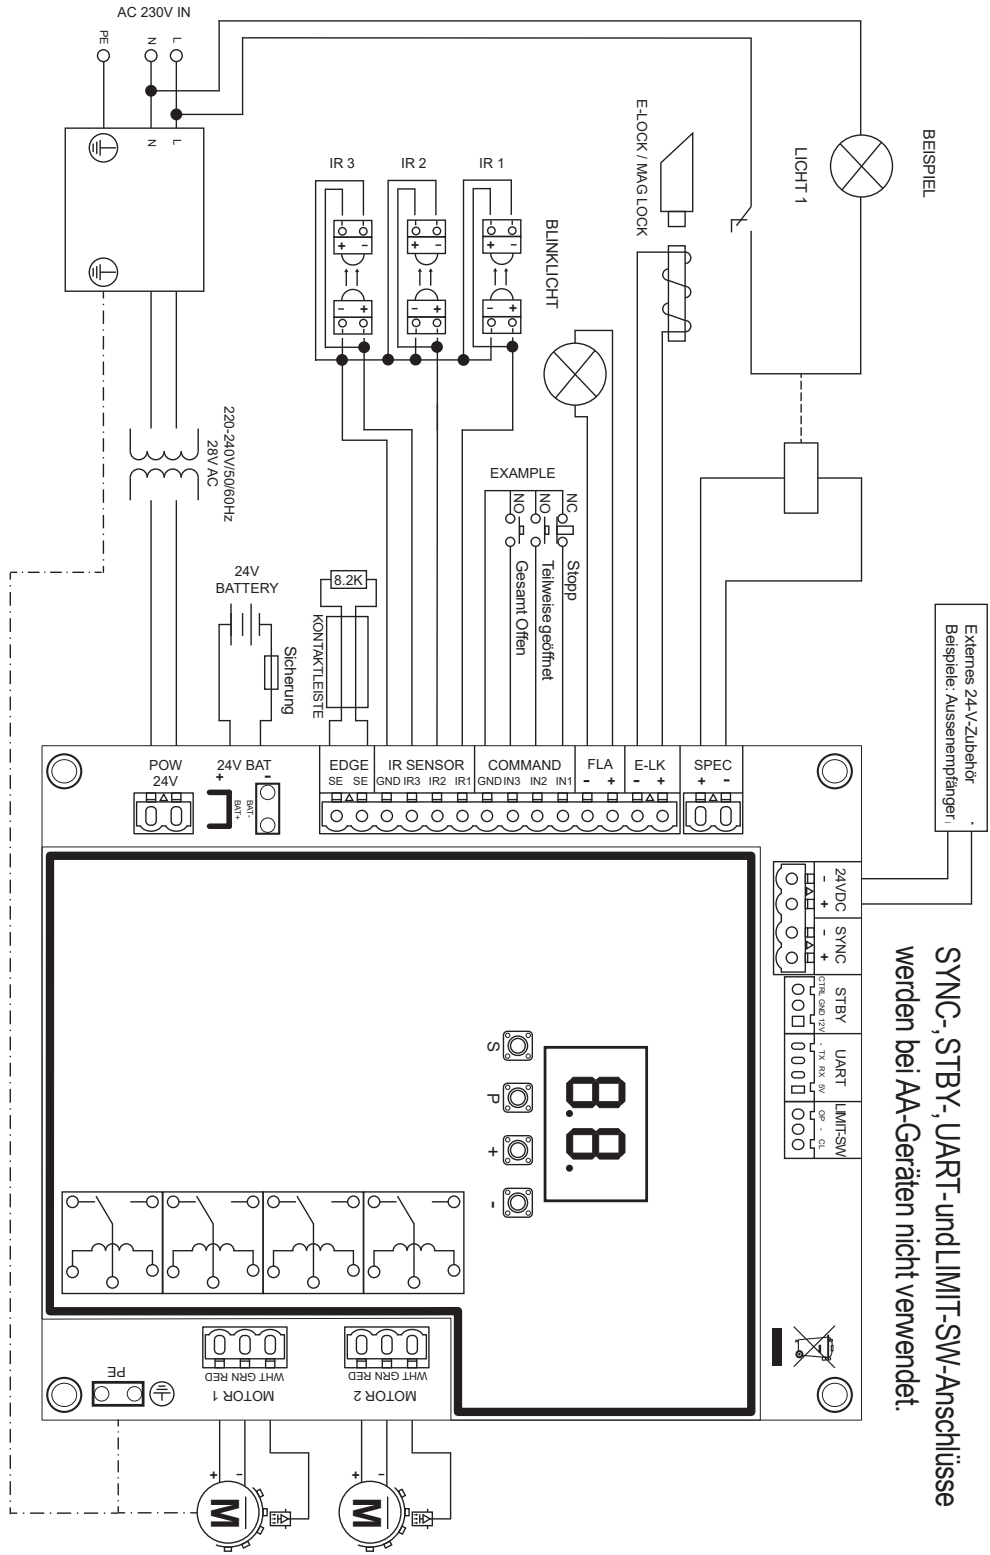 AC 230V IN
PE
N
L
N
L
BEISPIEL
LICHT 1
E-LOCK / MAG LOCK
IR 3
IR 2
IR 1
BLINKLICHT
+ -
+ -
+ -
- +
- +
- +
220-240V/50/60Hz
28V AC
EXAMPLE
NO
NO
NC
Stopp
Teilweise geöffnet
Gesamt Offen
24V
BATTERY
Sicherung
8.2K
KONTAKTLEISTE
Externes 24-V-Zubehör
Beispiele: Aussenempfänger
POW
24V
24V BAT
+ -
BAT+
BAT-
EDGE
SE SE
IR SENSOR
GND IR3 IR2 IR1
COMMAND
GND IN3 IN2 IN1
FLA
- +
E-LK
- +
SPEC
+ -
24VDC
- +
SYNC
- +
STBY
CTRL GND 12V
UART
- TX RX 5V
LIMIT-SW
OP - CL
SYNC-, STBY-, UART- und LIMIT-SW-Anschlüsse
werden bei AA-Geräten nicht verwendet.
8.8.
S
P
+
-
PE
WHT GRN RED
MOTOR 1
WHT GRN RED
MOTOR 2
+ -
M
+ -
M